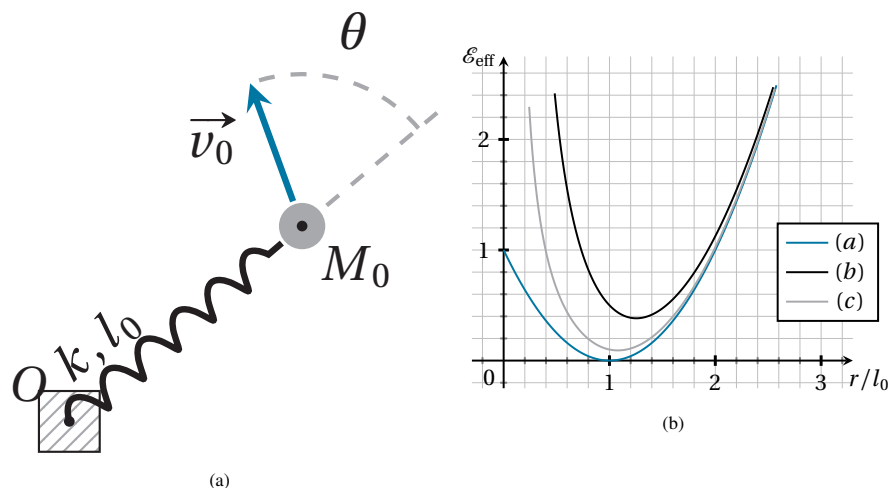 θ
v₀
M₀
k, l₀
O
(a)
ℰeff
2
1
0
1
2
3
r/l₀
(a)
(b)
(c)
(b)